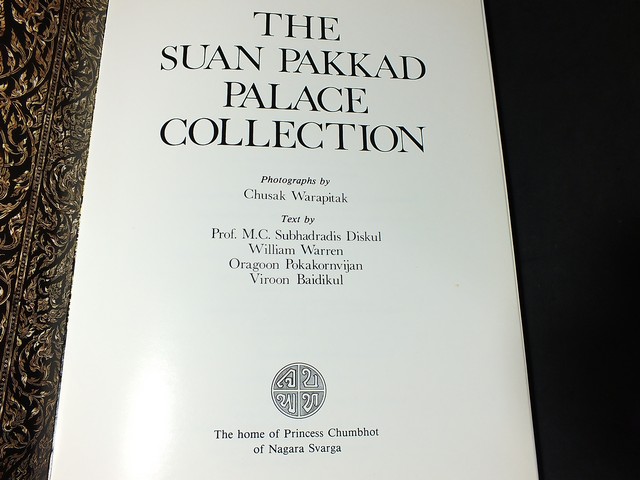 THE
SUAN PAKKAD
PALACE
COLLECTION
Photographs by
Chusak Warapitak
Text by
Prof. M.C. Subhadradis Diskul
William Warren
Oragoon Pokakornvijan
Viroon Baidikul
The home of Princess Chumbhot
of Nagara Svarga